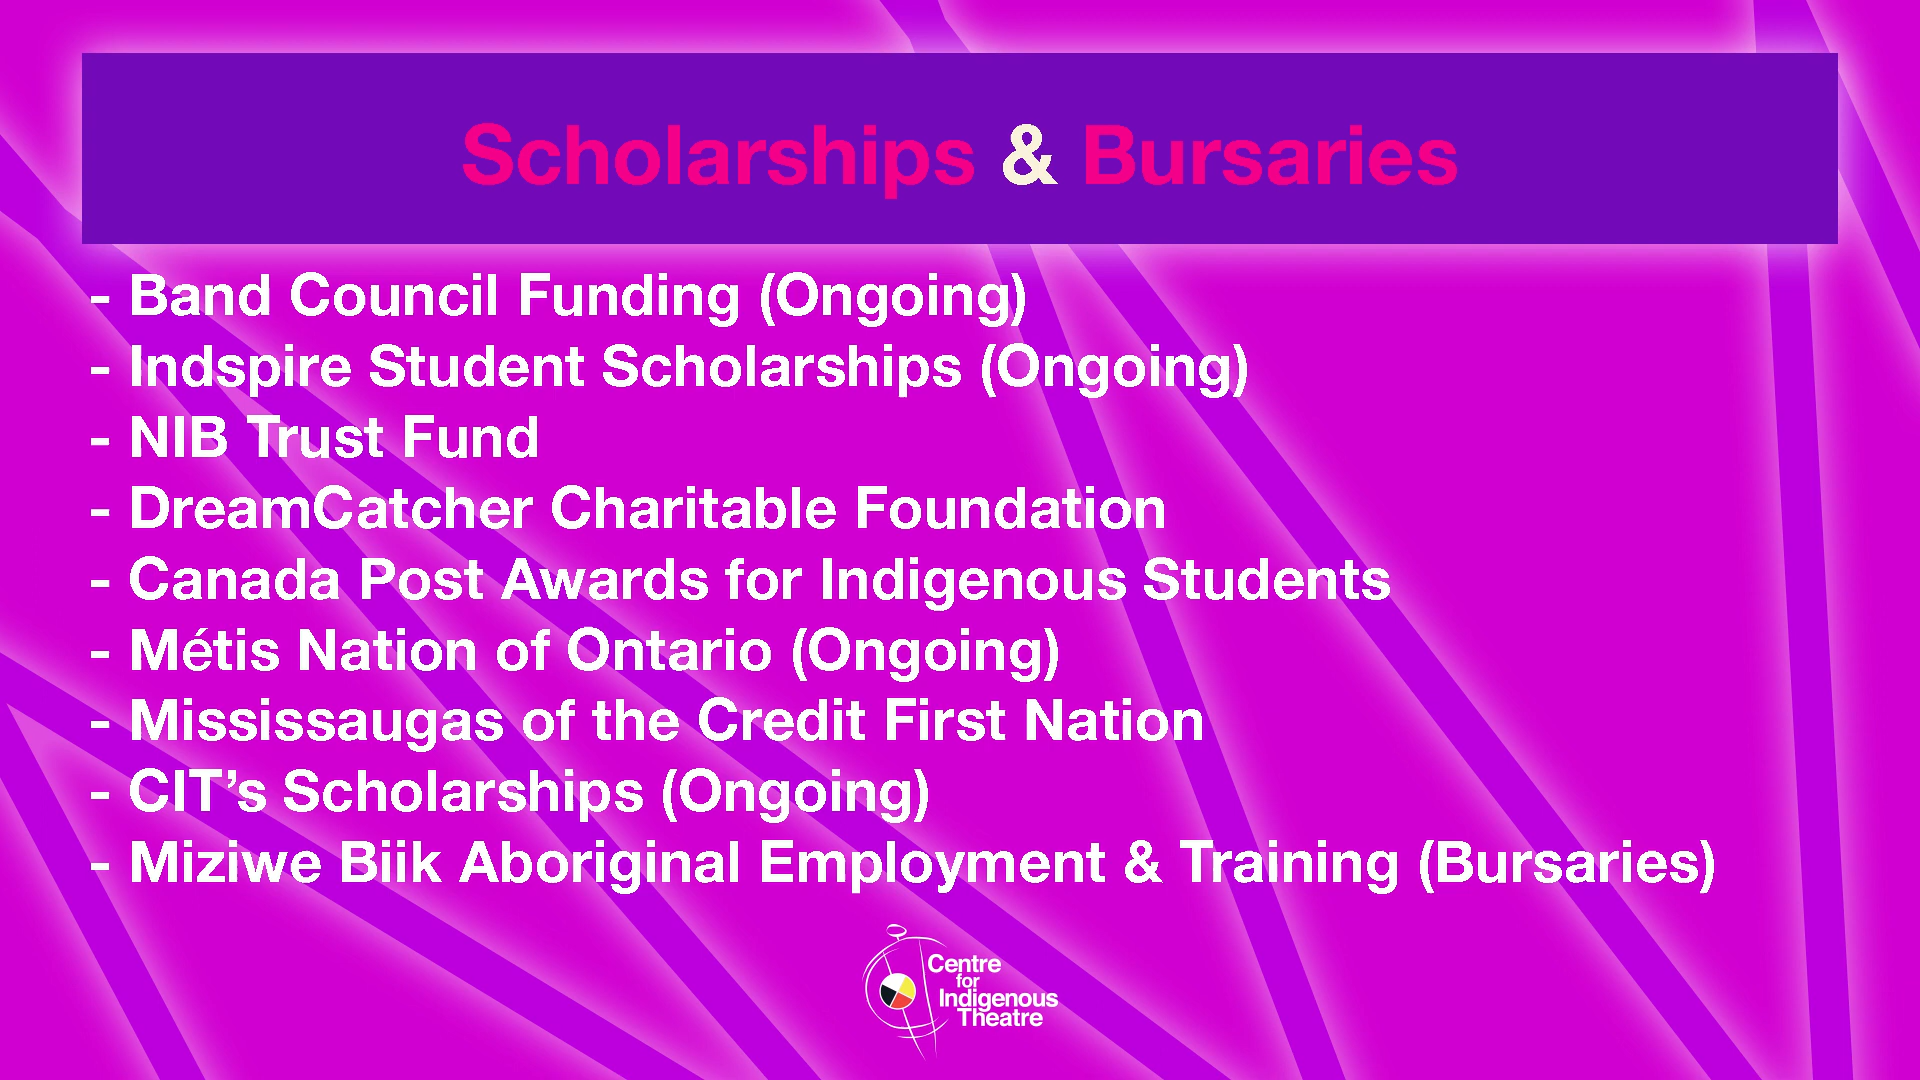 Scholarships & Bursaries
- Band Council Funding (Ongoing)
- Indspire Student Scholarships (Ongoing)
- NIB Trust Fund
- DreamCatcher Charitable Foundation
- Canada Post Awards for Indigenous Students
- Métis Nation of Ontario (Ongoing)
- Mississaugas of the Credit First Nation
- CIT’s Scholarships (Ongoing)
- Miziwe Biik Aboriginal Employment & Training (Bursaries)
Centre
for
Indigenous
Theatre